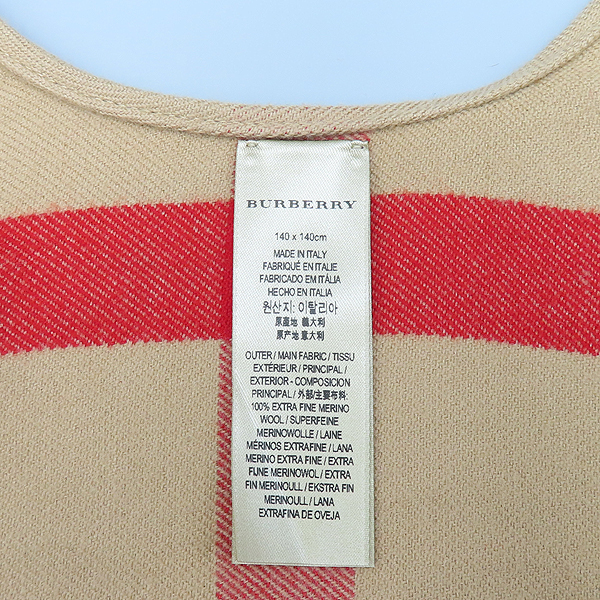 BURBERRY
140 x 140cm
MADE IN ITALY
FABRIQUÉ EN ITALIE
FABRICADO EM ITÁLIA
HECHO EN ITALIA
원산지: 이탈리아
原產地 義大利
原产地 意大利
OUTER / MAIN FABRIC / TISSU
EXTÉRIEUR / PRINCIPAL /
EXTERIOR - COMPOSICION
PRINCIPAL / 外部/主要布料:
100% EXTRA FINE MERINO
WOOL / SUPERFEINE
MERINOWOLLE / LAINE
MÉRINOS EXTRAFINE / LANA
MERINO EXTRA FINE / EXTRA
FIJNE MERINOWOL / EXTRA
FIN MERINOULL / EKSTRA FIN
MERINOULL / LANA
EXTRAFINA DE OVEJA